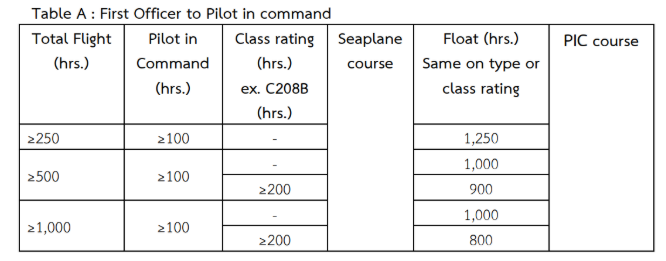 Table A : First Officer to Pilot in command
Total Flight (hrs.) | Pilot in Command (hrs.) | Class rating (hrs.) ex. C208B (hrs.) | Seaplane course | Float (hrs.) Same on type or class rating | PIC course
≥250 | ≥100 | - | | 1,250 |
≥500 | ≥100 | - | | 1,000 |
≥200 | | 900 |
≥1,000 | ≥100 | - | | 1,000 |
≥200 | | 800 |